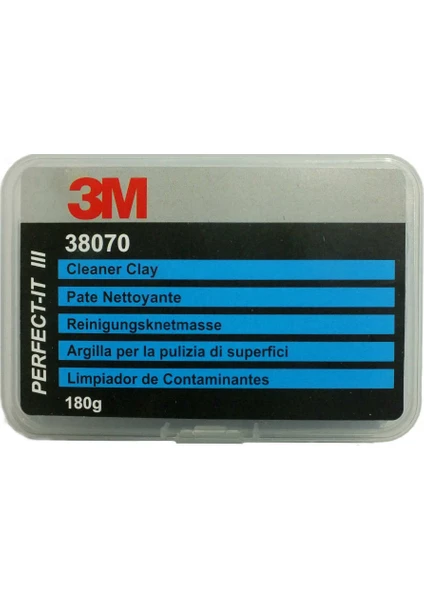 3M
38070
Cleaner Clay
Pate Nettoyante
Reinigungsknetmasse
Argilla per la pulizia di superfici
Limpiador de Contaminantes
180g
PERFECT-IT III